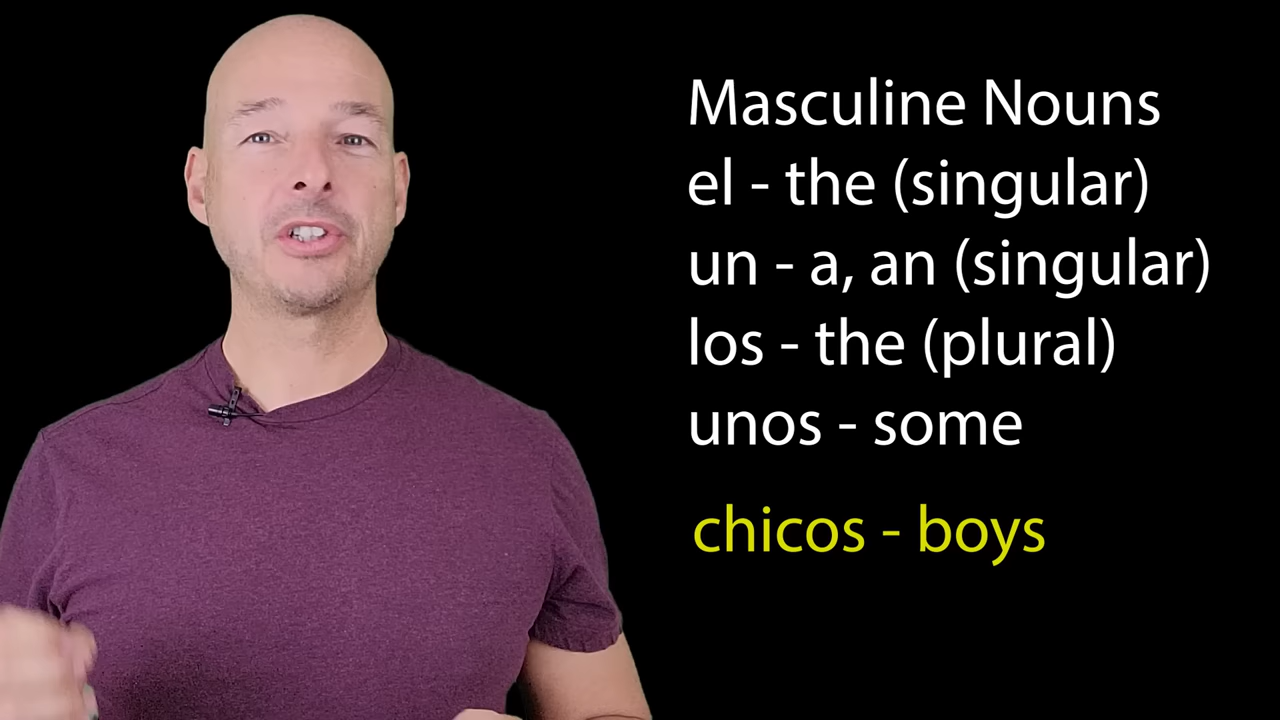 Masculine Nouns
el - the (singular)
un - a, an (singular)
los - the (plural)
unos - some
chicos - boys